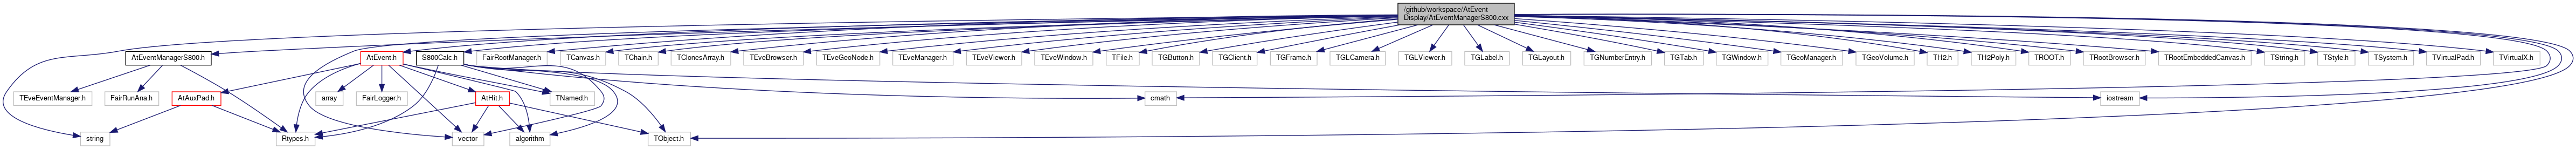 /github/workspace/AtEvent
Display/AtEventManagerS800.cxx
AtEventManagerS800.h
AtEvent.h
S800Calc.h
FairRootManager.h
TCanvas.h
TChain.h
TClonesArray.h
TEveBrowser.h
TEveGeoNode.h
TEveManager.h
TEveViewer.h
TEveWindow.h
TFile.h
TGButton.h
TGClient.h
TGFrame.h
TGLCamera.h
TGLViewer.h
TGLabel.h
TGLayout.h
TGNumberEntry.h
TGTab.h
TGWindow.h
TGeoManager.h
TGeoVolume.h
TH2.h
TH2Poly.h
TROOT.h
TRootBrowser.h
TRootEmbeddedCanvas.h
TString.h
TStyle.h
TSystem.h
TVirtualPad.h
TVirtualX.h
TEveEventManager.h
FairRunAna.h
AtAuxPad.h
array
FairLogger.h
AtHit.h
TNamed.h
cmath
iostream
string
Rtypes.h
vector
algorithm
TObject.h